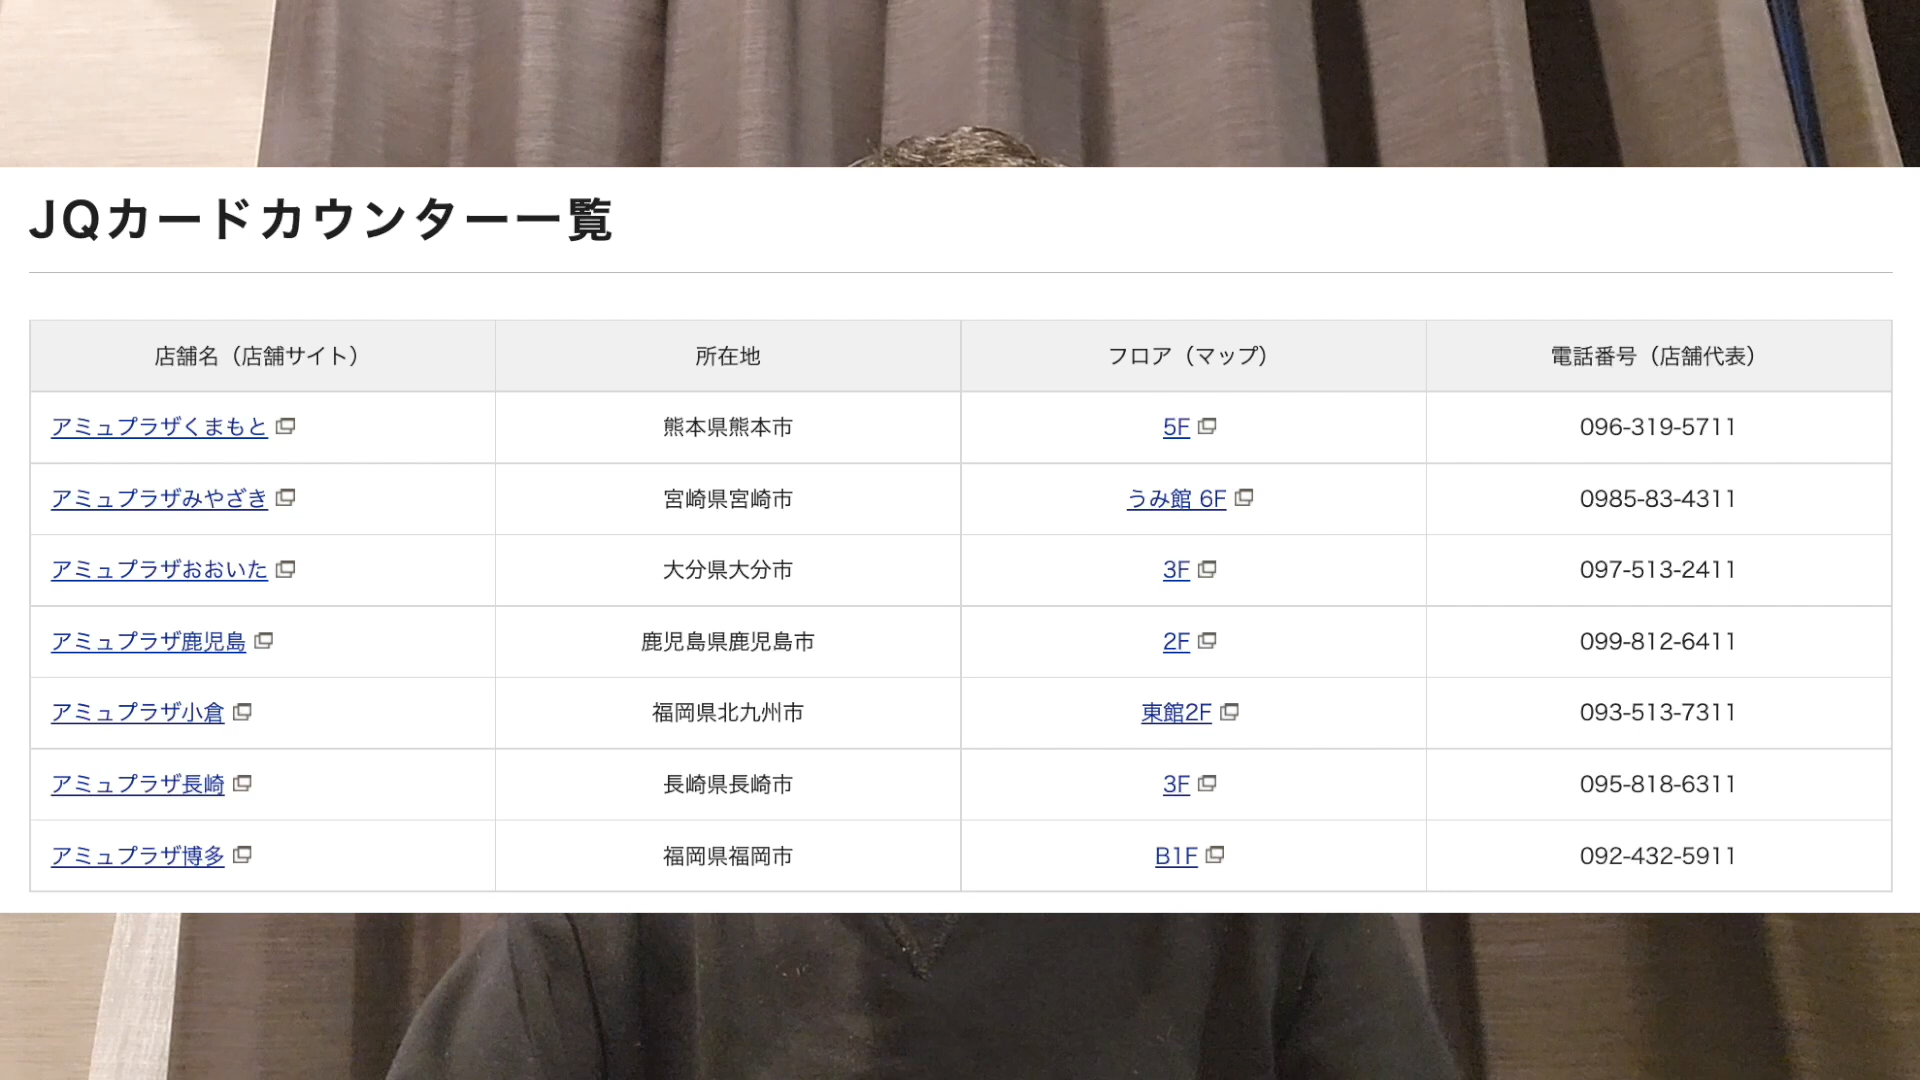 JQカードカウンター一覧
店舗名（店舗サイト） 所在地 フロア（マップ） 電話番号（店舗代表）
アミュプラザくまもと 熊本県熊本市 5F 096-319-5711
アミュプラザみやざき 宮崎県宮崎市 うみ館 6F 0985-83-4311
アミュプラザおおいた 大分県大分市 3F 097-513-2411
アミュプラザ鹿児島 鹿児島県鹿児島市 2F 099-812-6411
アミュプラザ小倉 福岡県北九州市 東館2F 093-513-7311
アミュプラザ長崎 長崎県長崎市 3F 095-818-6311
アミュプラザ博多 福岡県福岡市 B1F 092-432-5911